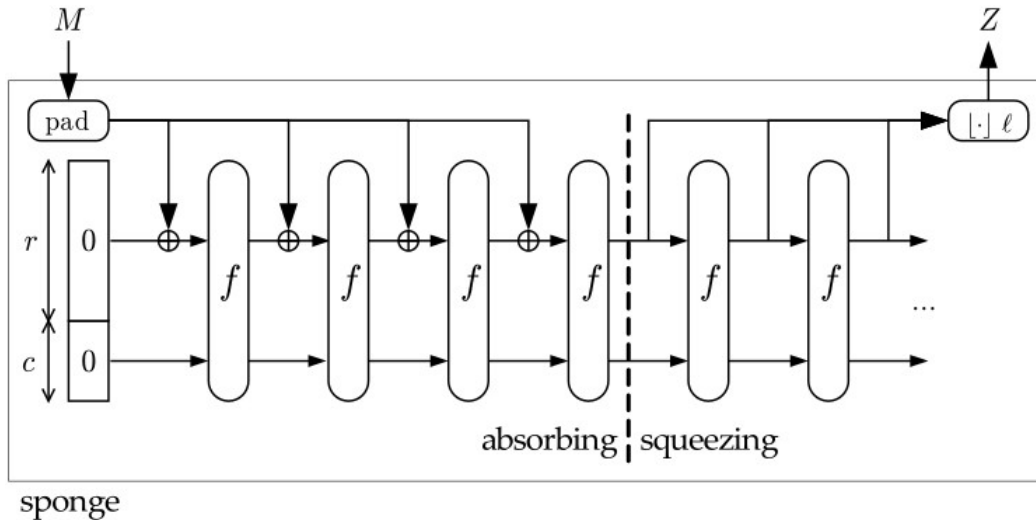 M Z
pad ⌊·⌋ ℓ
r 0 ⊕ ⊕ ⊕ ⊕
f f f f f f
...
c 0
absorbing squeezing
sponge